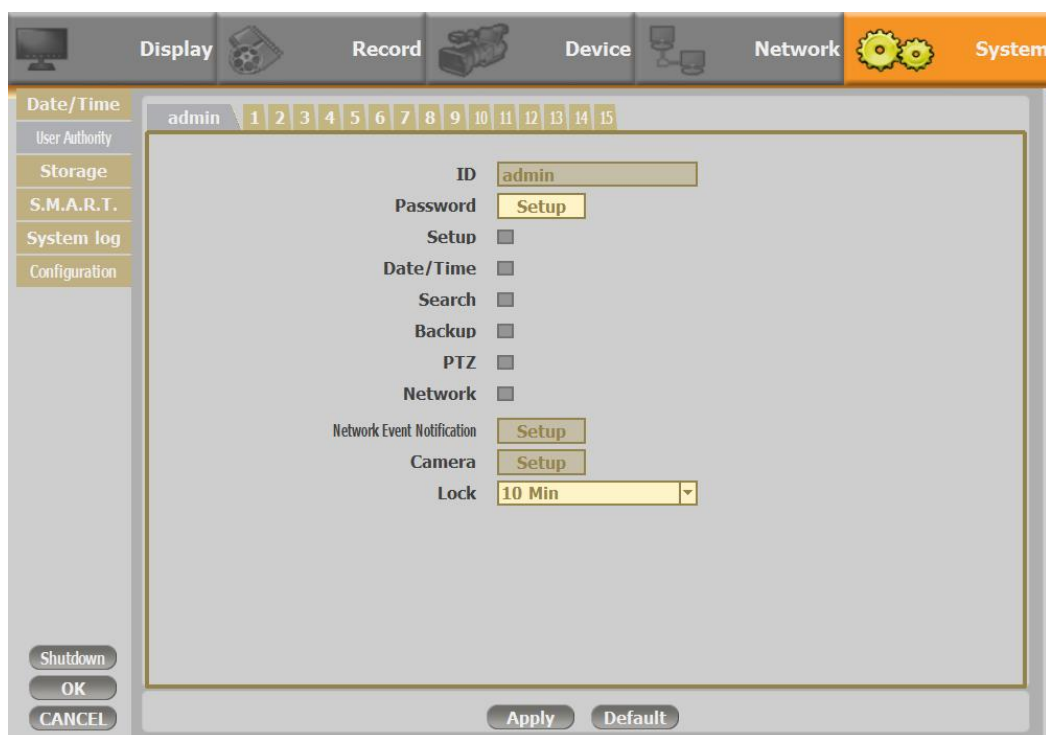 Display Record Device Network System
Date/Time
User Authority
Storage
S.M.A.R.T.
System log
Configuration
admin 1 2 3 4 5 6 7 8 9 10 11 12 13 14 15
ID admin
Password Setup
Setup
Date/Time
Search
Backup
PTZ
Network
Network Event Notification Setup
Camera Setup
Lock 10 Min
Shutdown
OK
CANCEL
Apply Default